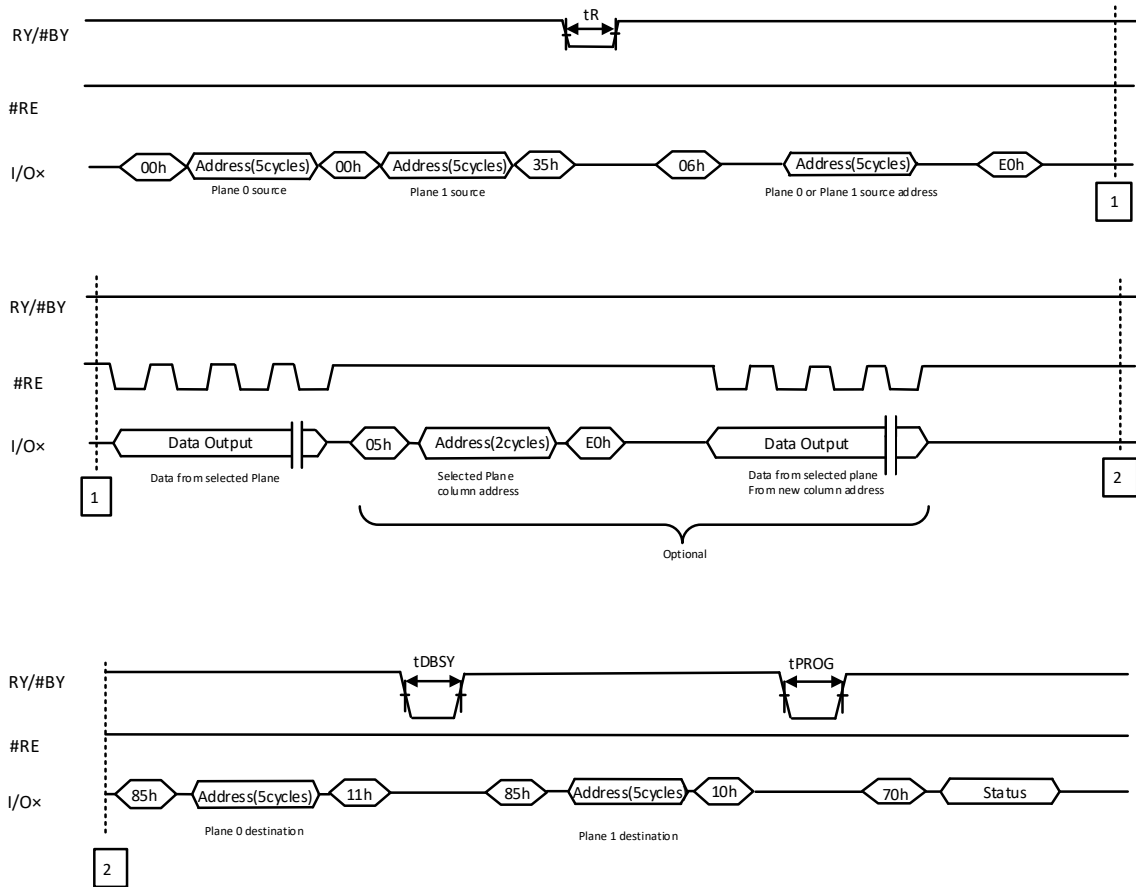 tR
RY/#BY
#RE
I/O×
00h
Address(5cycles)
00h
Address(5cycles)
35h
06h
Address(5cycles)
E0h
Plane 0 source
Plane 1 source
Plane 0 or Plane 1 source address
1
RY/#BY
#RE
I/O×
Data Output
05h
Address(2cycles)
E0h
Data Output
Data from selected Plane
Selected Plane
column address
Data from selected plane
From new column address
1
2
Optional
tDBSY
tPROG
RY/#BY
#RE
I/O×
85h
Address(5cycles)
11h
85h
Address(5cycles
10h
70h
Status
Plane 0 destination
Plane 1 destination
2